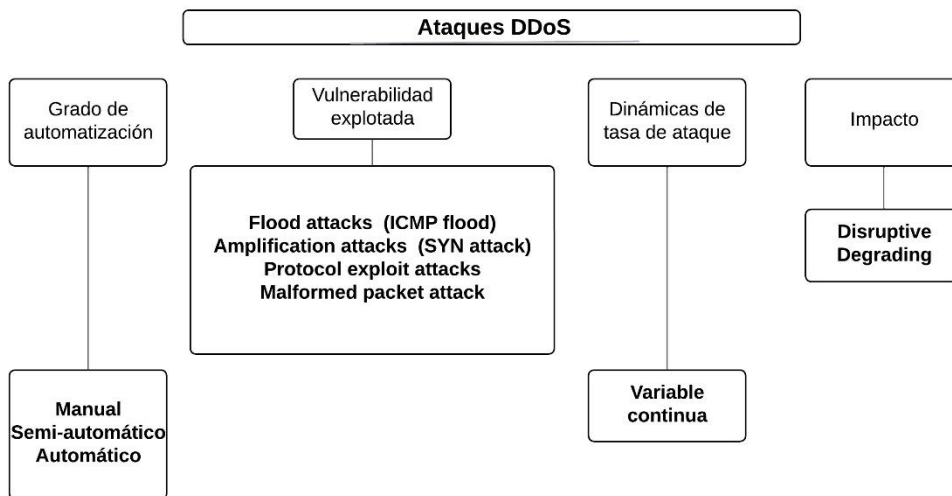 Ataques DDoS
Grado de
automatización
Vulnerabilidad
explotada
Dinámicas de
tasa de ataque
Impacto
Flood attacks (ICMP flood)
Amplification attacks (SYN attack)
Protocol exploit attacks
Malformed packet attack
Disruptive
Degrading
Manual
Semi-automático
Automático
Variable
continua